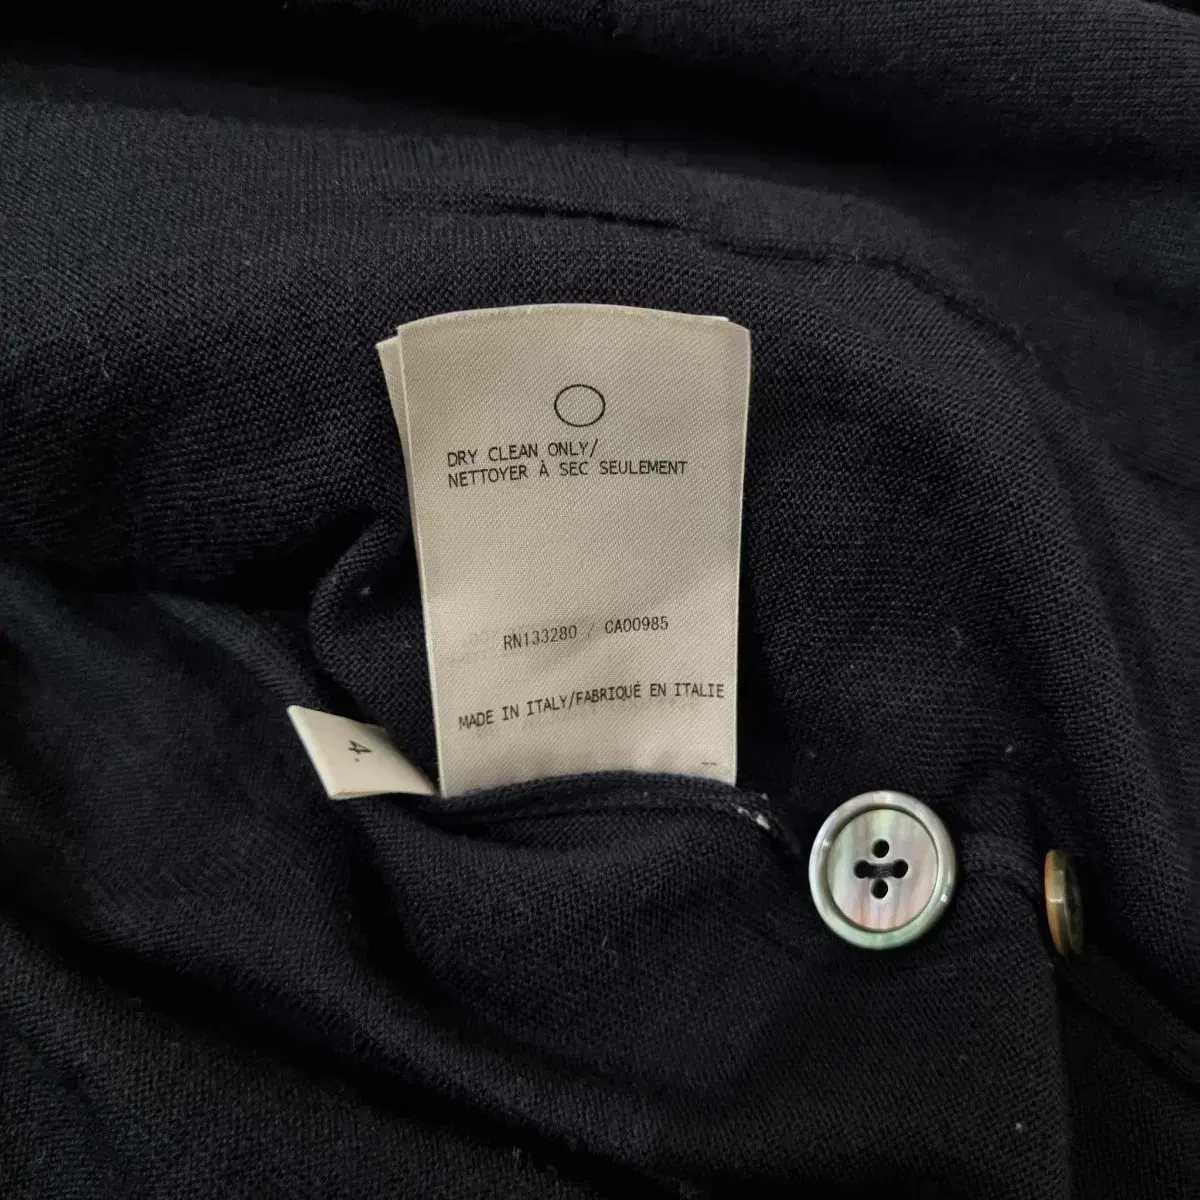 DRY CLEAN ONLY/
NETTOYER À SEC SEULEMENT
RN133280 / CA00985
MADE IN ITALY/FABRIQUÉ EN ITALIE
4.